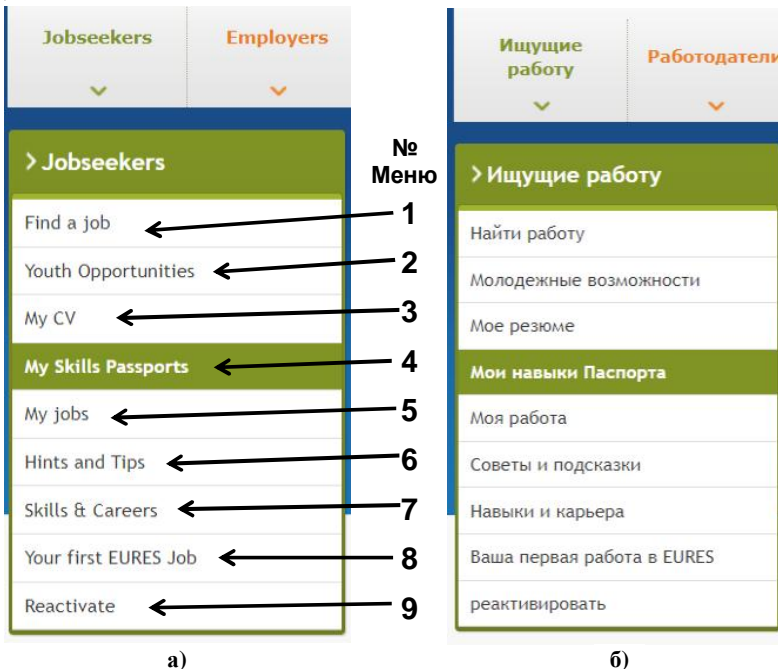 Jobseekers
Employers
> Jobseekers
Find a job
Youth Opportunities
My CV
My Skills Passports
My jobs
Hints and Tips
Skills & Careers
Your first EURES Job
Reactivate
а)
№
Меню
1
2
3
4
5
6
7
8
9
Ищущие
работу
Работодатели
> Ищущие работу
Найти работу
Молодежные возможности
Мое резюме
Мои навыки Паспорта
Моя работа
Советы и подсказки
Навыки и карьера
Ваша первая работа в EURES
реактивировать
б)